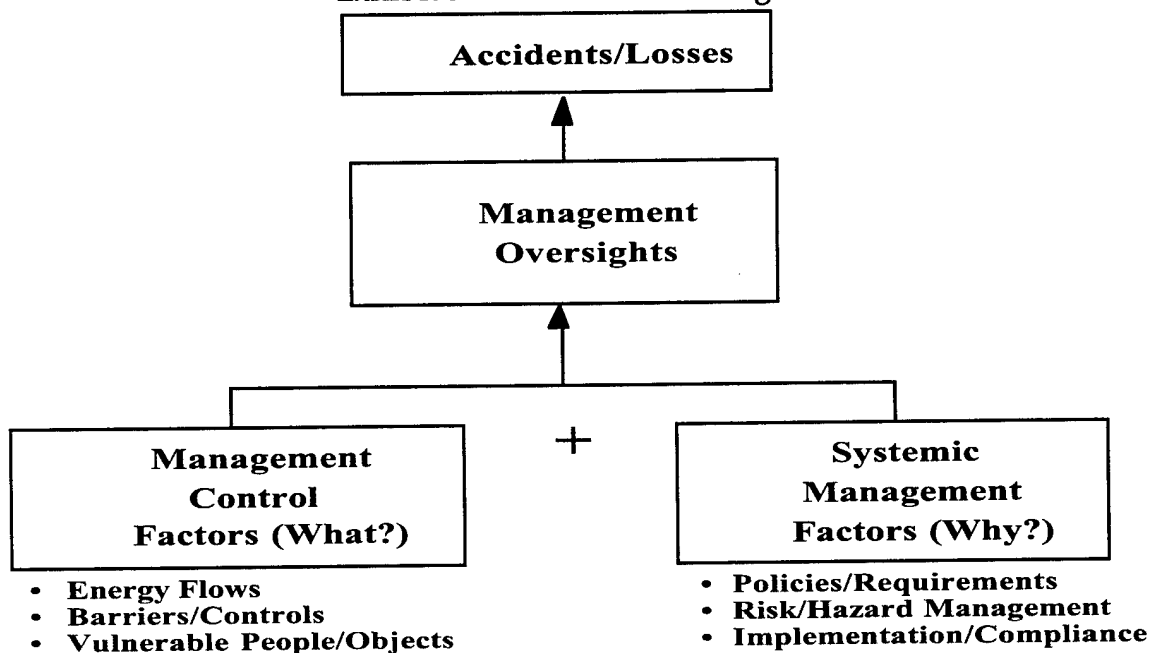 Accidents/Losses
Management
Oversights
Management
Control
Factors (What?)
+
Systemic
Management
Factors (Why?)
• Energy Flows
• Barriers/Controls
• Vulnerable People/Objects
• Policies/Requirements
• Risk/Hazard Management
• Implementation/Compliance